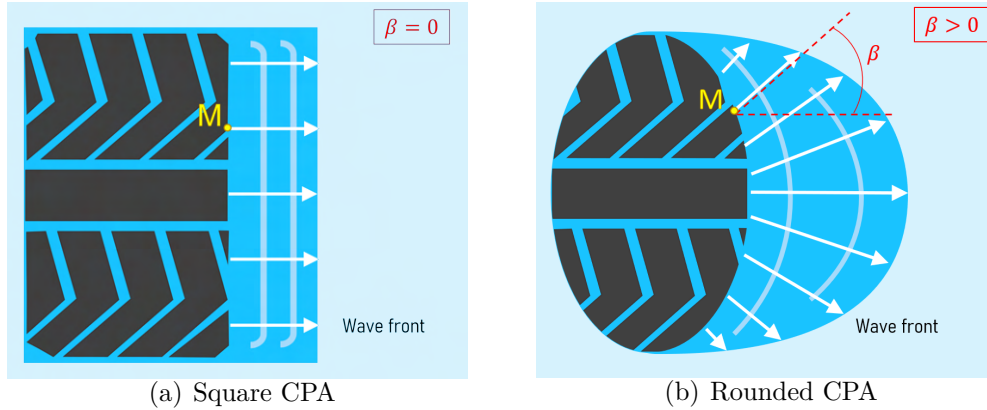 β = 0
M
Wave front
(a) Square CPA
β > 0
β
M
Wave front
(b) Rounded CPA